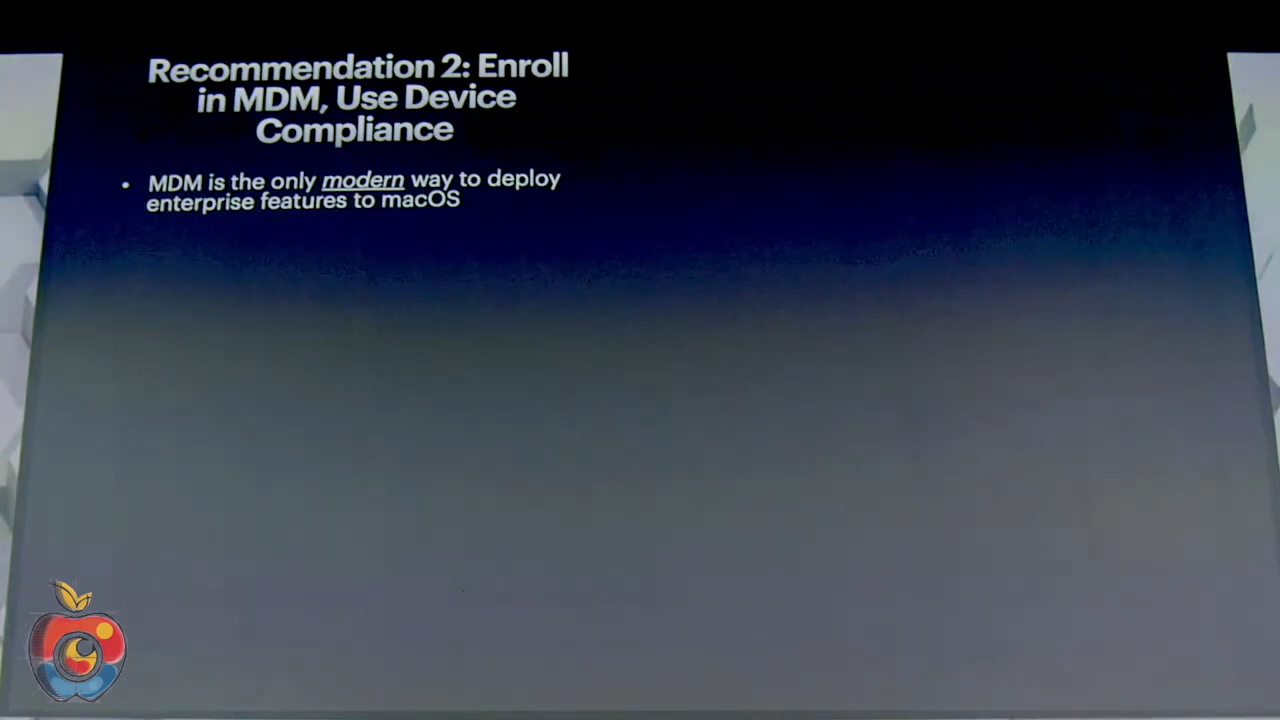 Recommendation 2: Enroll
in MDM, Use Device
Compliance
• MDM is the only modern way to deploy
enterprise features to macOS